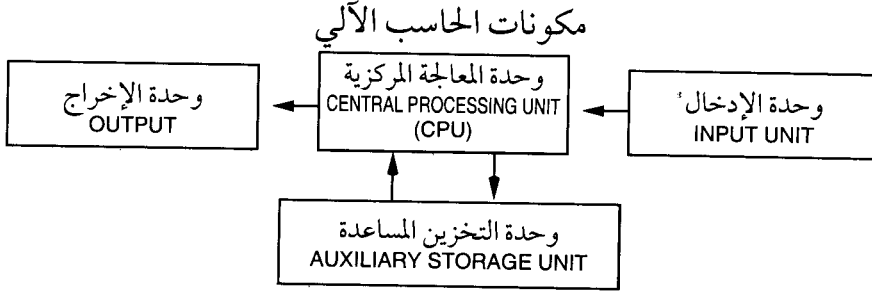 مكونات الحاسب الآلي
وحدة الإدخال
INPUT UNIT
وحدة المعالجة المركزية
CENTRAL PROCESSING UNIT
(CPU)
وحدة الإخراج
OUTPUT
وحدة التخزين المساعدة
AUXILIARY STORAGE UNIT